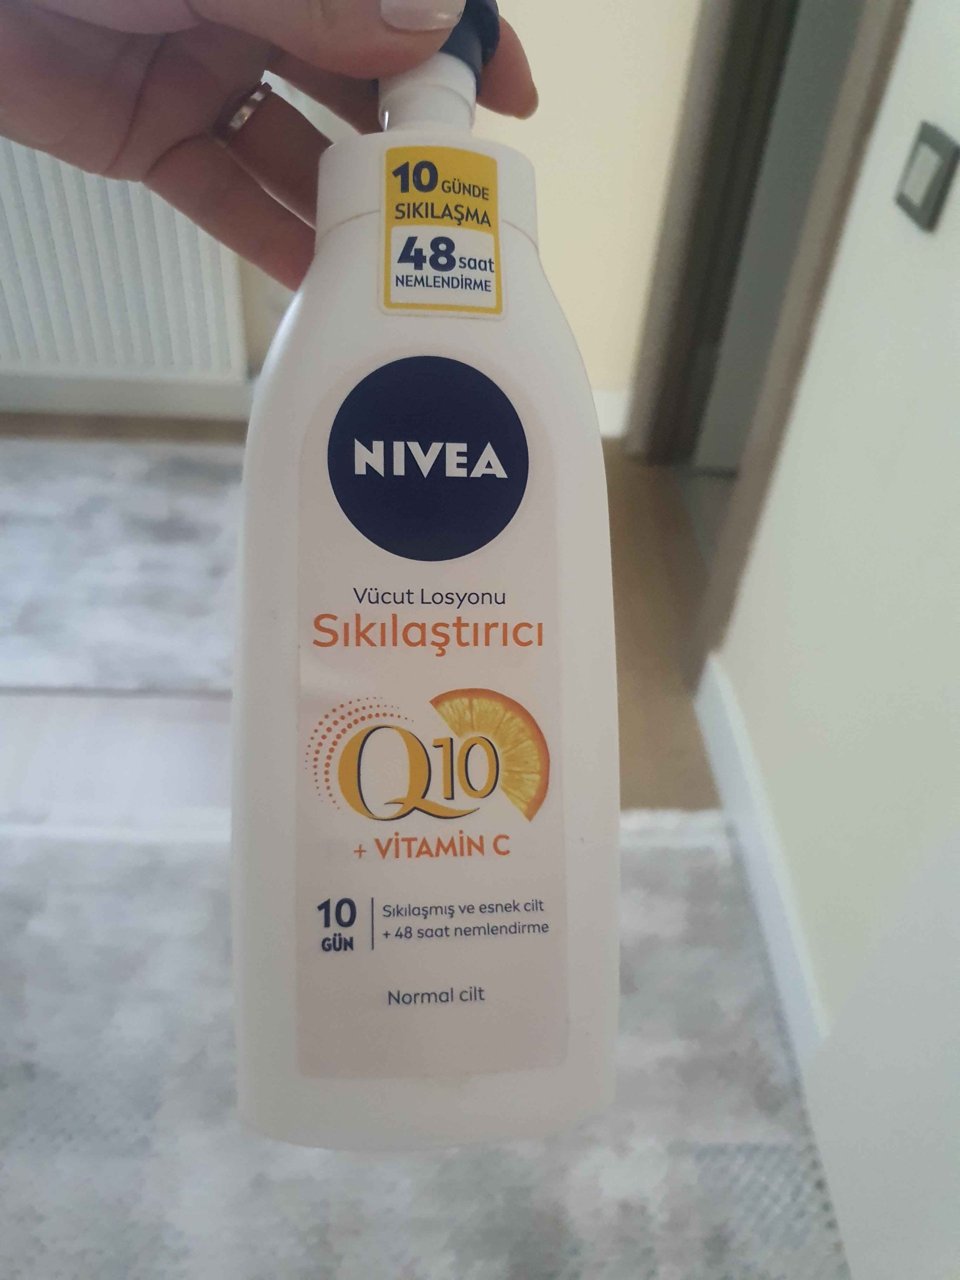 10 GÜNDE
SIKILAŞMA
48 saat
NEMLENDİRME
NIVEA
Vücut Losyonu
Sıkılaştırıcı
Q10
+ VİTAMİN C
10 GÜN
Sıkılaşmış ve esnek cilt
+ 48 saat nemlendirme
Normal cilt